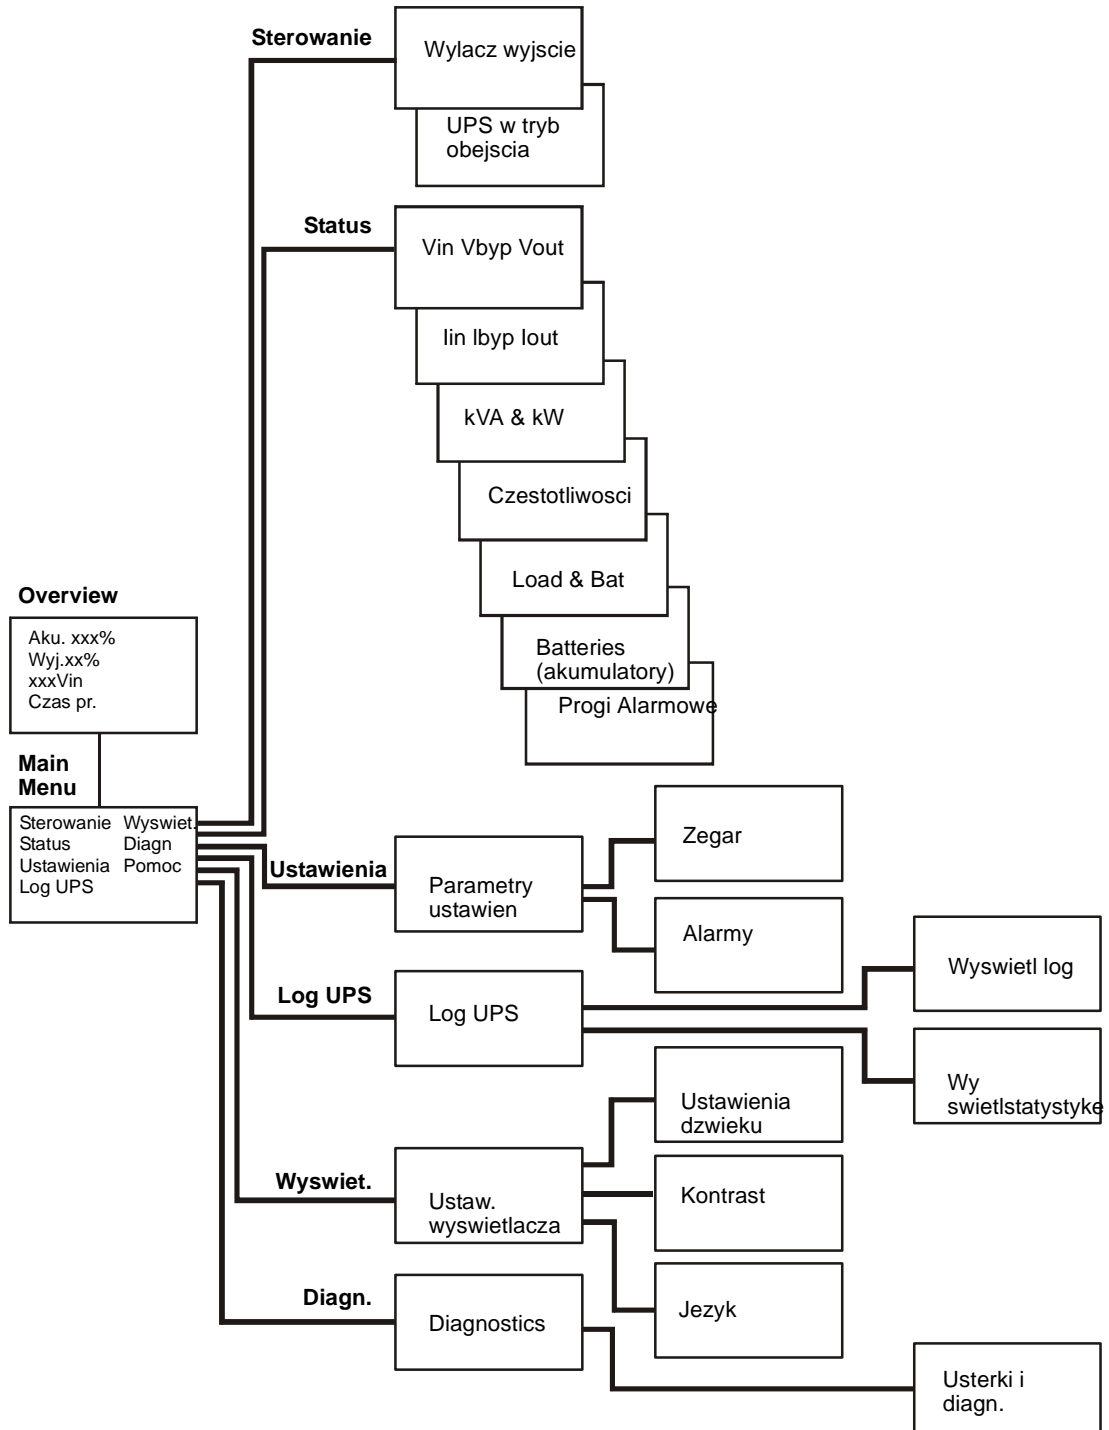 Sterowanie
Wylacz wyjscie
UPS w tryb
obejscia
Status
Vin Vbyp Vout
Iin Ibyp Iout
kVA & kW
Czestotliwosci
Load & Bat
Batteries
(akumulatory)
Progi Alarmowe
Overview
Aku. xxx%
Wyj.xx%
xxxVin
Czas pr.
Main
Menu
Sterowanie Wyswiet.
Status Diagn
Ustawienia Pomoc
Log UPS
Ustawienia
Parametry
ustawien
Zegar
Alarmy
Log UPS
Log UPS
Wyswietl log
Wy
swietlstatystyke
Wyswiet.
Ustaw.
wyswietlacza
Ustawienia
dzwieku
Kontrast
Jezyk
Diagn.
Diagnostics
Usterki i
diagn.